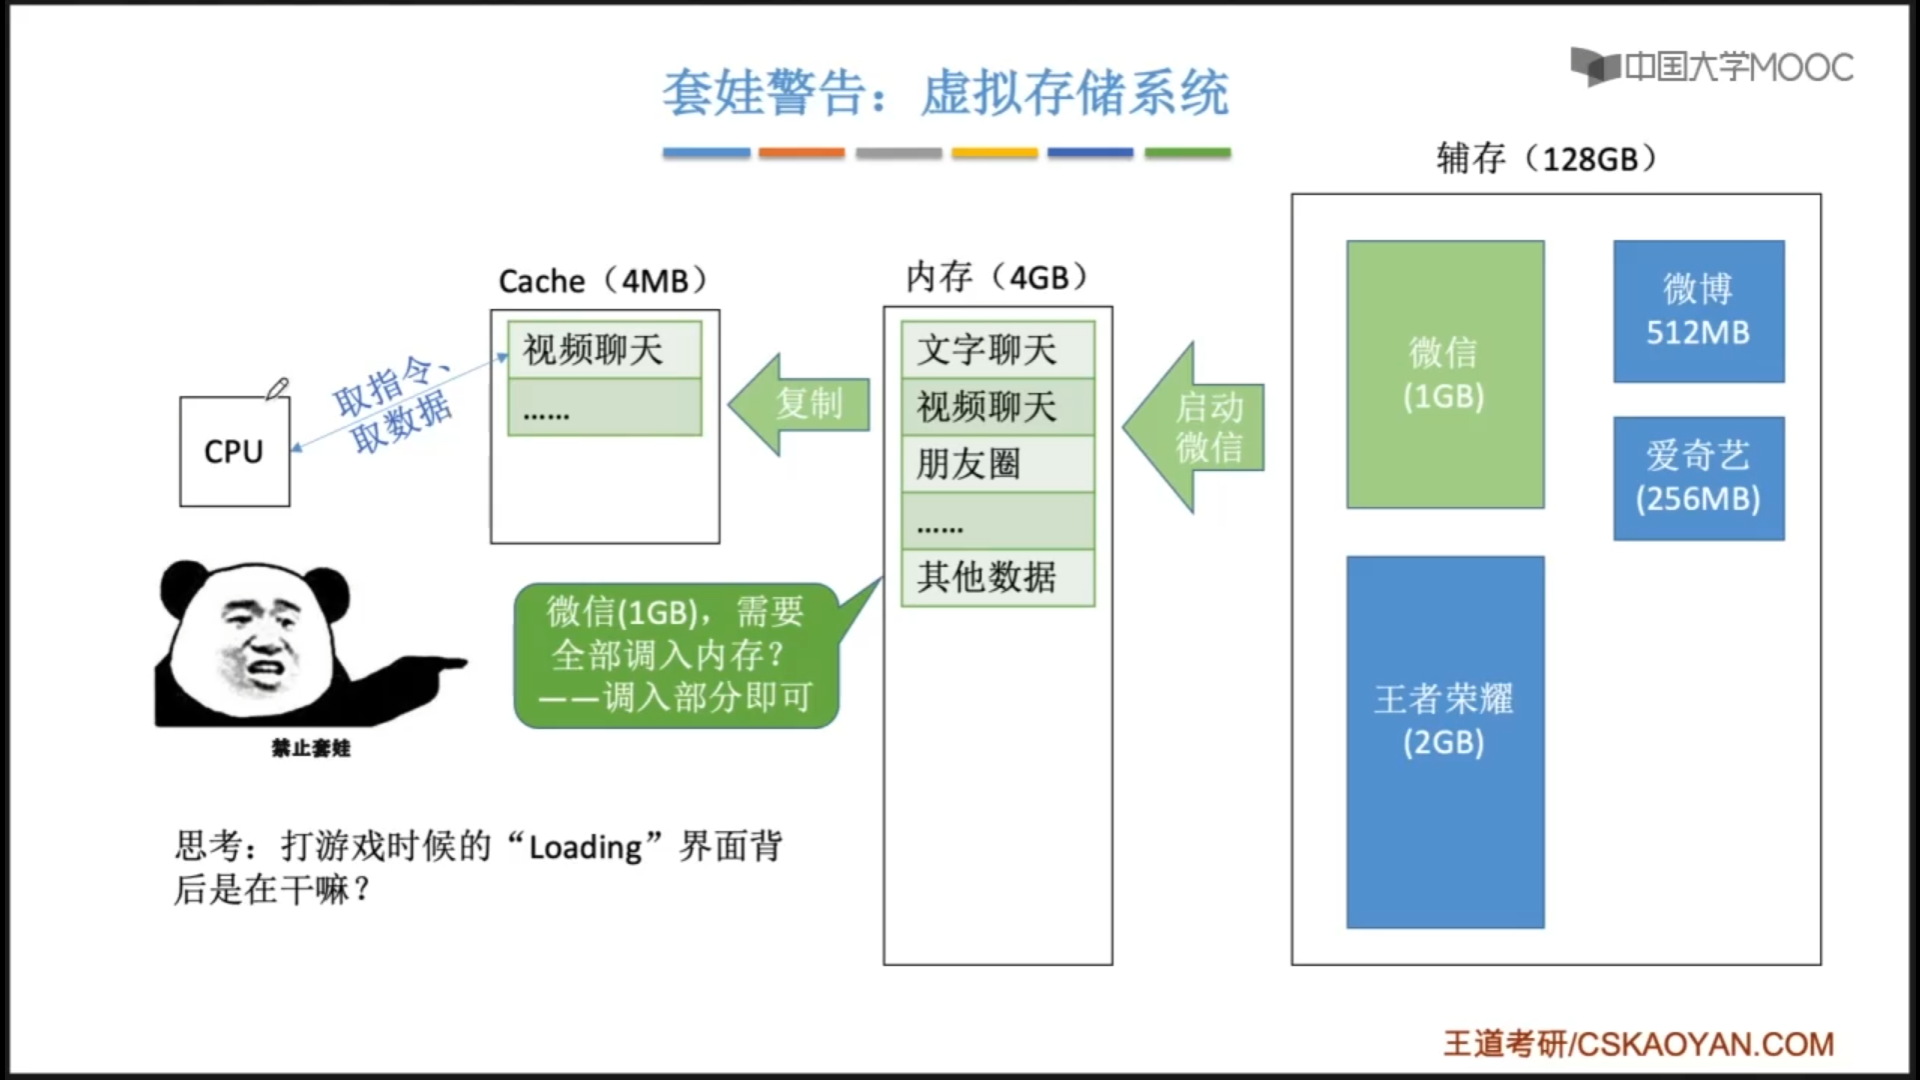 套娃警告：虚拟存储系统
中国大学MOOC
辅存（128GB）
Cache（4MB）
内存（4GB）
视频聊天
......
取指令、
取数据
CPU
复制
文字聊天
视频聊天
朋友圈
......
其他数据
启动
微信
微信
(1GB)
微博
512MB
爱奇艺
(256MB)
王者荣耀
(2GB)
微信(1GB)，需要
全部调入内存？
——调入部分即可
禁止套娃
思考：打游戏时候的“Loading”界面背
后是在干嘛？
王道考研/CSKAOYAN.COM